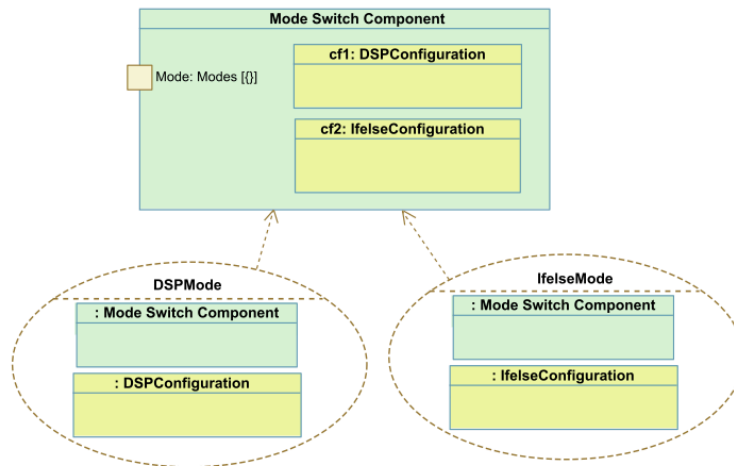 Mode Switch Component
cf1: DSPConfiguration
Mode: Modes [{}]
cf2: IfelseConfiguration
DSPMode
: Mode Switch Component
: DSPConfiguration
IfelseMode
: Mode Switch Component
: IfelseConfiguration